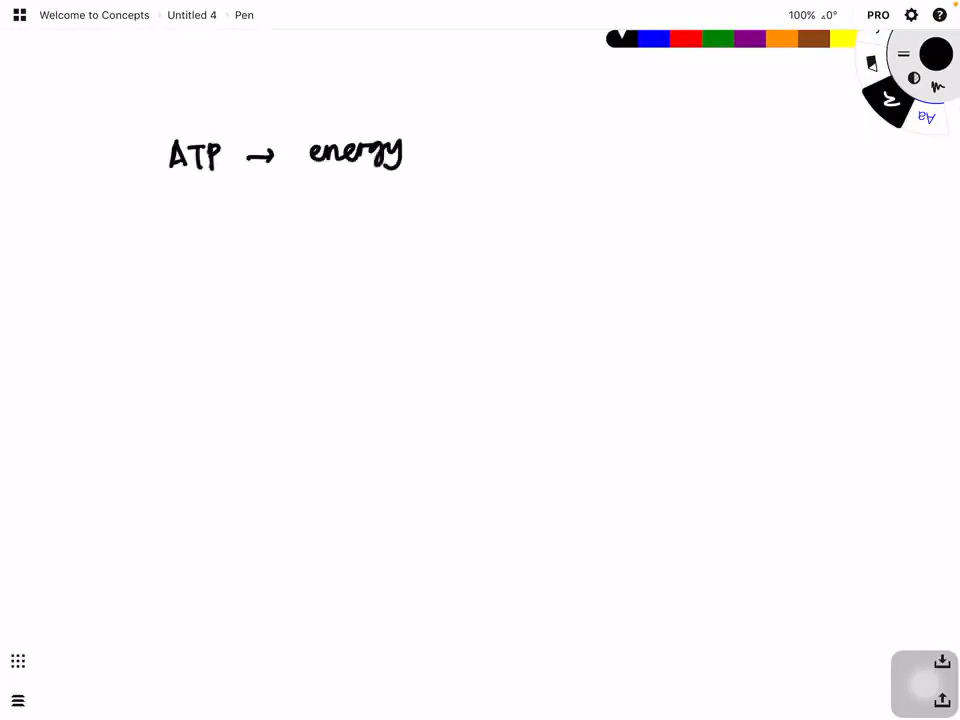 Welcome to Concepts › Untitled 4 › Pen 100% ⊿0° PRO ?
Aa
ATP → energy